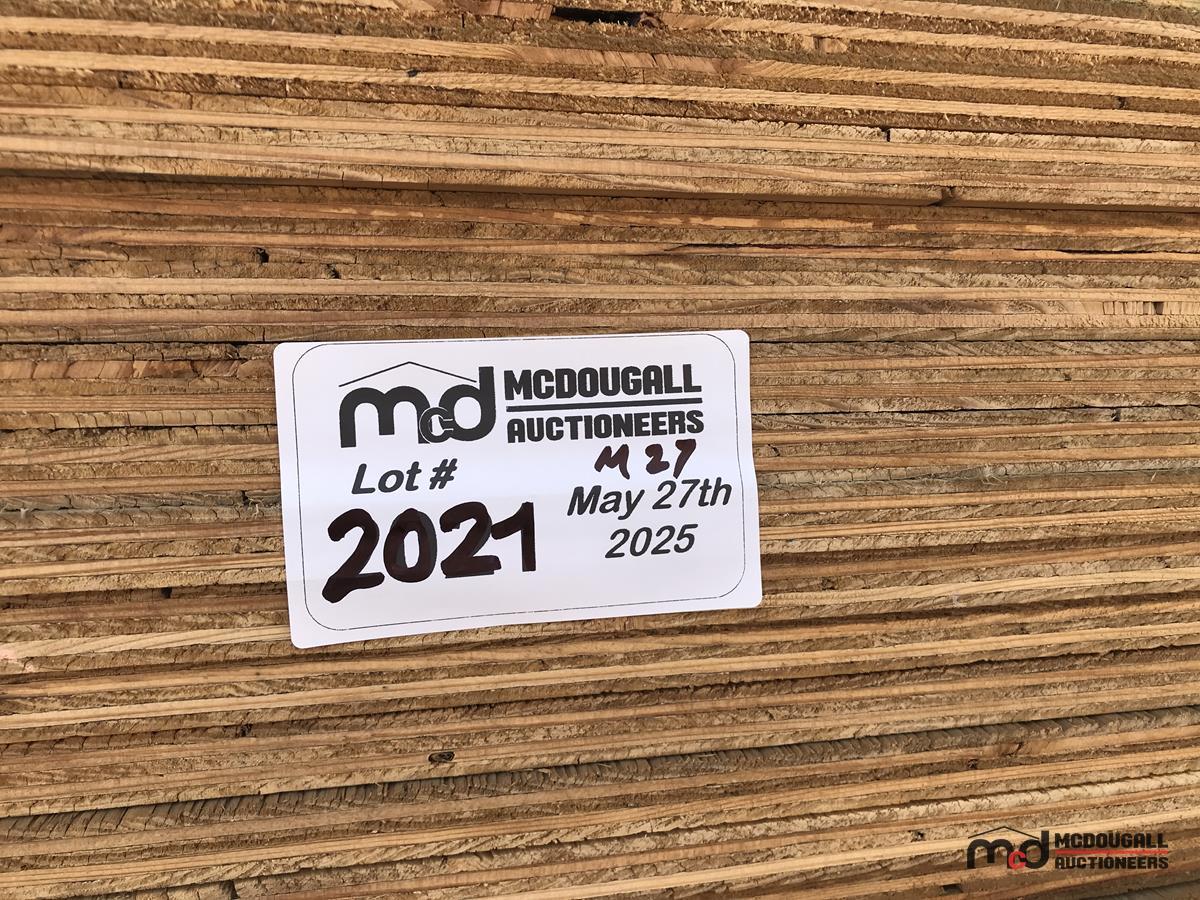 mcd MCDOUGALL
AUCTIONEERS
Lot #
2021
M 27
May 27th
2025
mcd MCDOUGALL
AUCTIONEERS